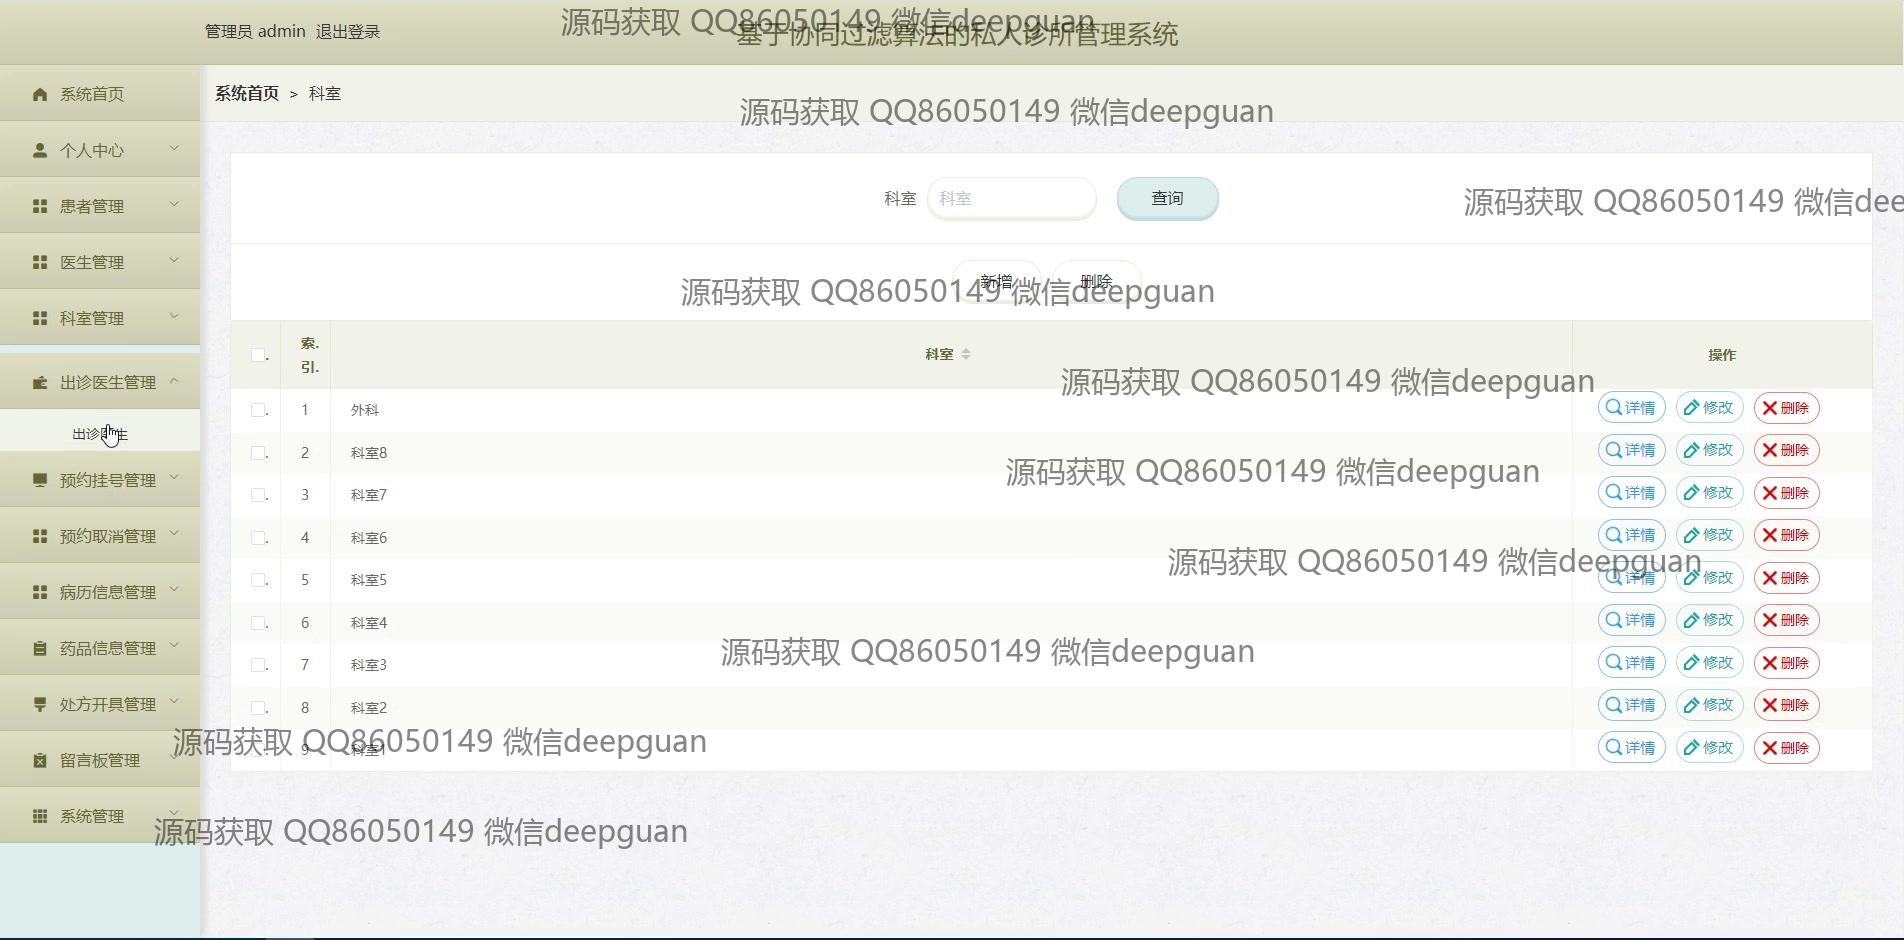 管理员 admin 退出登录
源码获取 QQ86050149 微信deepguan
基于协同过滤算法的私人诊所管理系统
系统首页
个人中心
患者管理
医生管理
科室管理
出诊医生管理
出诊医生
预约挂号管理
预约取消管理
病历信息管理
药品信息管理
处方开具管理
留言板管理
系统管理
系统首页 > 科室
源码获取 QQ86050149 微信deepguan
科室 科室 查询
源码获取 QQ86050149 微信dee
新增 删除
源码获取 QQ86050149 微信deepguan
索. 引. 科室 操作
源码获取 QQ86050149 微信deepguan
1 外科 详情 修改 删除
2 科室8 详情 修改 删除
源码获取 QQ86050149 微信deepguan
3 科室7 详情 修改 删除
4 科室6 详情 修改 删除
源码获取 QQ86050149 微信deepguan
5 科室5 详情 修改 删除
6 科室4 详情 修改 删除
源码获取 QQ86050149 微信deepguan
7 科室3 详情 修改 删除
8 科室2 详情 修改 删除
源码获取 QQ86050149 微信deepguan
9 科室1 详情 修改 删除
源码获取 QQ86050149 微信deepguan